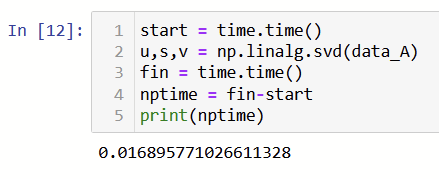 In [12]:
1 start = time.time()
2 u,s,v = np.linalg.svd(data_A)
3 fin = time.time()
4 nptime = fin-start
5 print(nptime)
0.016895771026611328